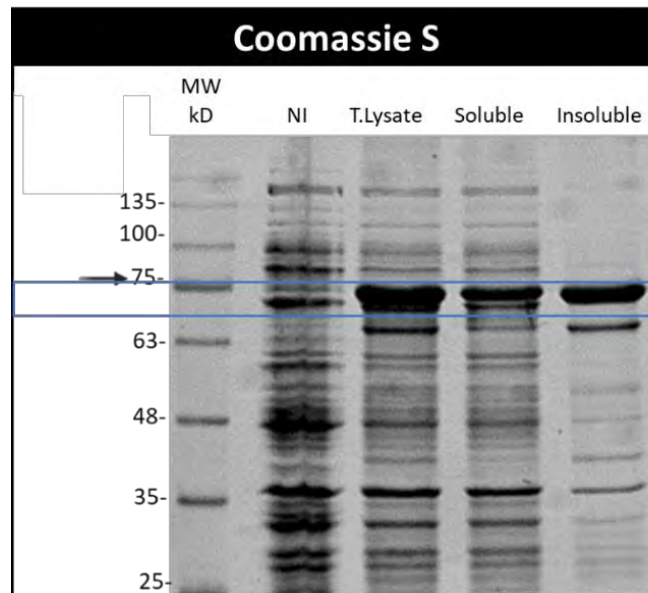 Coomassie S
MW
kD NI T.Lysate Soluble Insoluble
135-
100-
75-
63-
48-
35-
25-